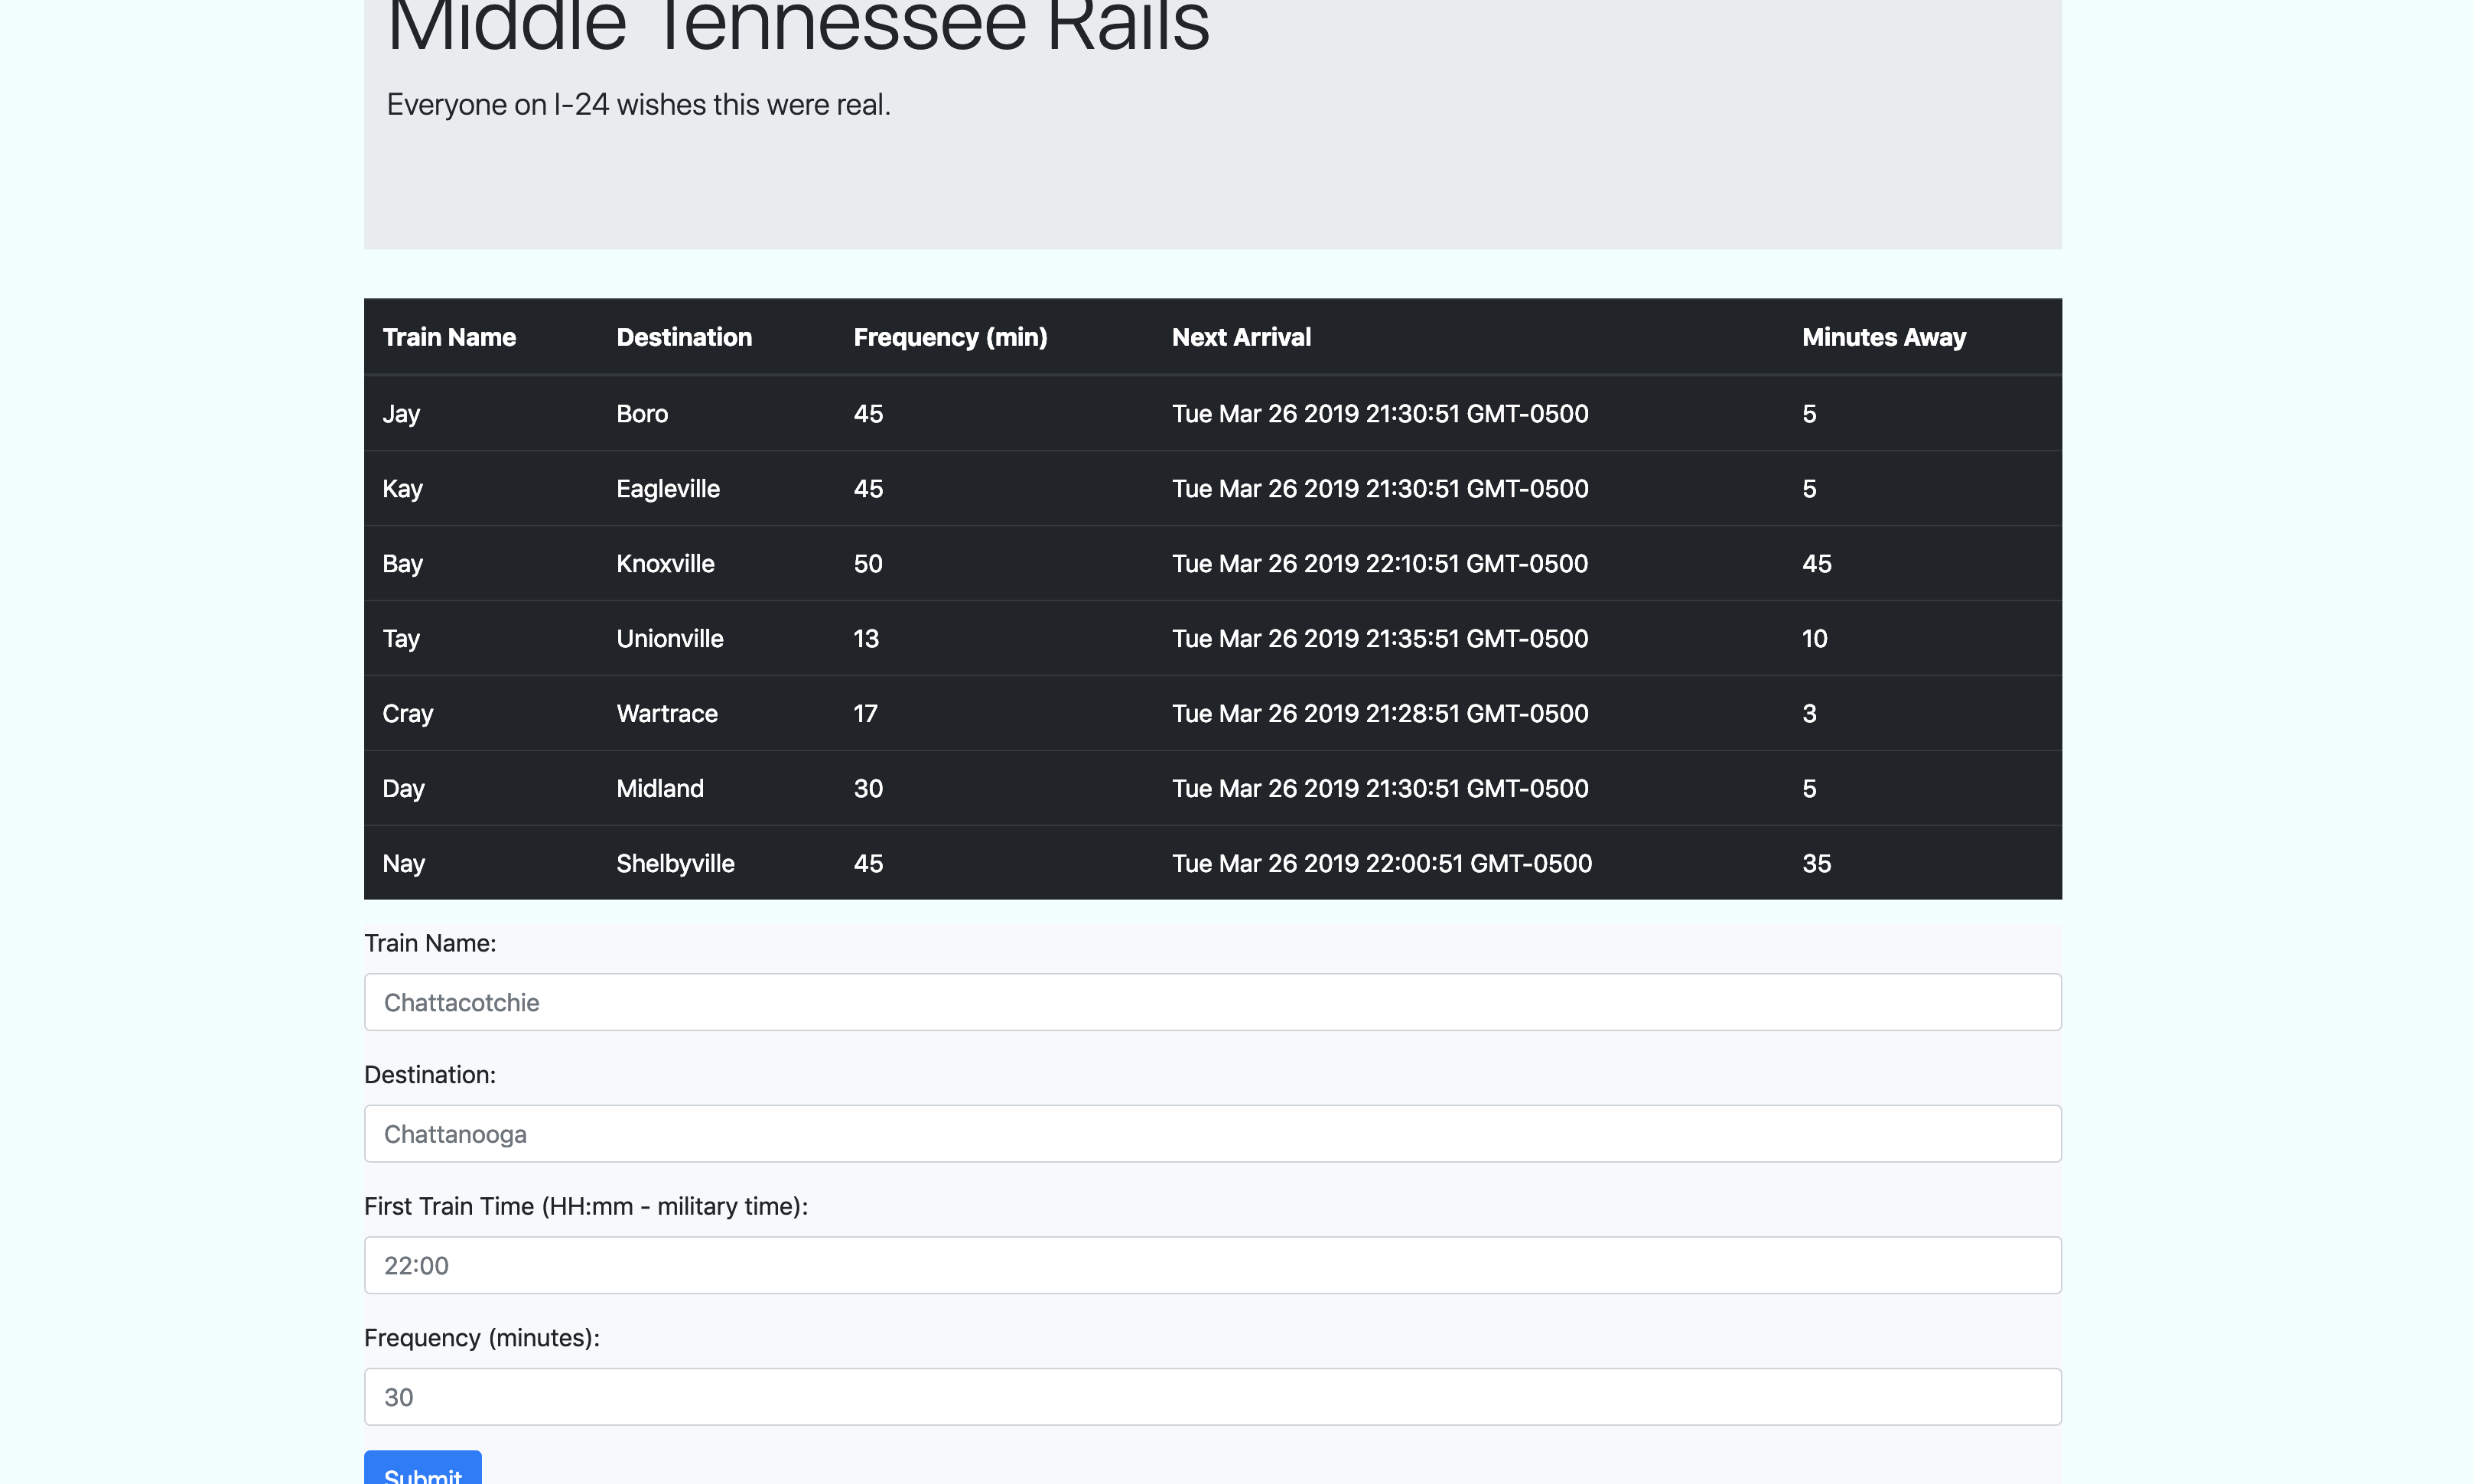 Middle Tennessee Rails
Everyone on I-24 wishes this were real.
Train Name Destination Frequency (min) Next Arrival Minutes Away
Jay Boro 45 Tue Mar 26 2019 21:30:51 GMT-0500 5
Kay Eagleville 45 Tue Mar 26 2019 21:30:51 GMT-0500 5
Bay Knoxville 50 Tue Mar 26 2019 22:10:51 GMT-0500 45
Tay Unionville 13 Tue Mar 26 2019 21:35:51 GMT-0500 10
Cray Wartrace 17 Tue Mar 26 2019 21:28:51 GMT-0500 3
Day Midland 30 Tue Mar 26 2019 21:30:51 GMT-0500 5
Nay Shelbyville 45 Tue Mar 26 2019 22:00:51 GMT-0500 35
Train Name:
Chattacotchie
Destination:
Chattanooga
First Train Time (HH:mm - military time):
22:00
Frequency (minutes):
30
Submit